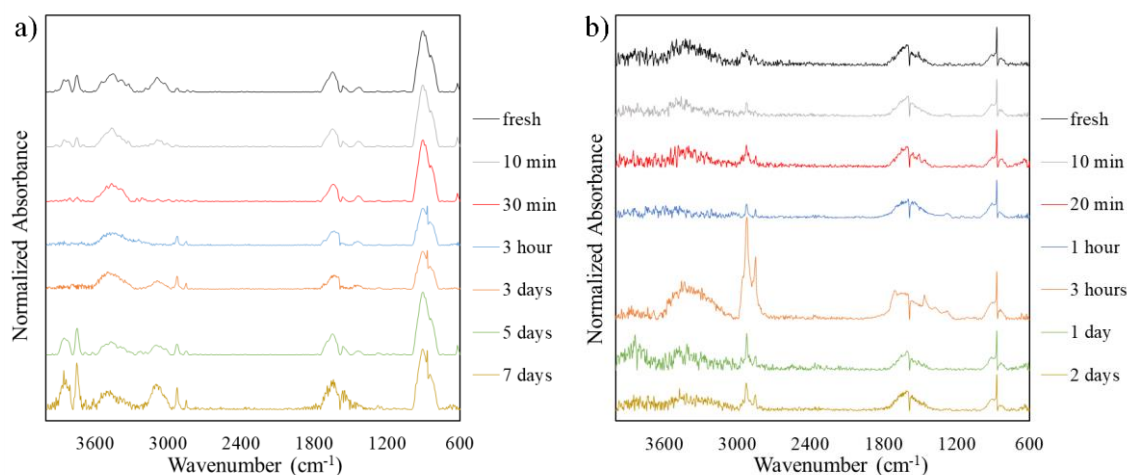 a)
Normalized Absorbance
fresh
10 min
30 min
3 hour
3 days
5 days
7 days
3600 3000 2400 1800 1200 600
Wavenumber (cm-1)
b)
Normalized Absorbance
fresh
10 min
20 min
1 hour
3 hours
1 day
2 days
3600 3000 2400 1800 1200 600
Wavenumber (cm-1)